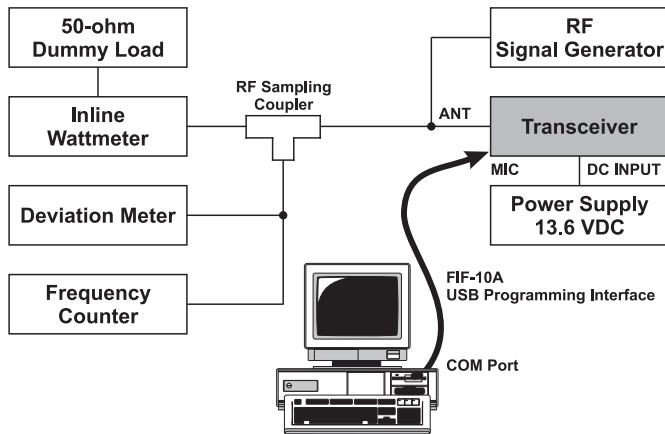 50-ohm
Dummy Load
RF
Signal Generator
RF Sampling
Coupler
Inline
Wattmeter
ANT
Transceiver
MIC
DC INPUT
Deviation Meter
Power Supply
13.6 VDC
Frequency
Counter
FIF-10A
USB Programming Interface
COM Port